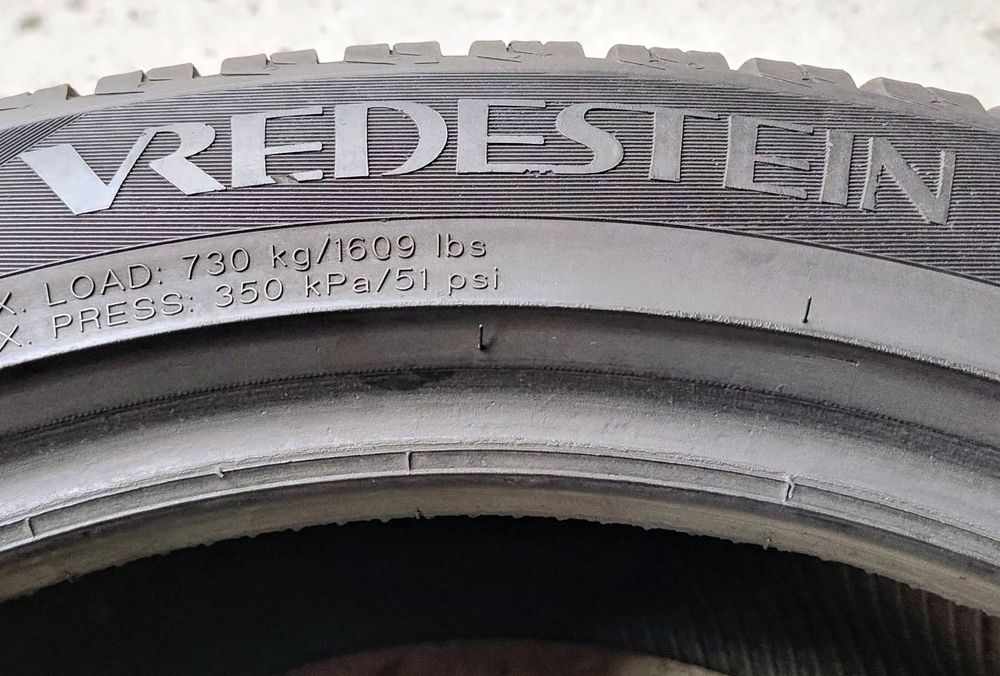 VREDESTEIN
X. LOAD: 730 kg/1609 lbs
X. PRESS: 350 kPa/51 psi